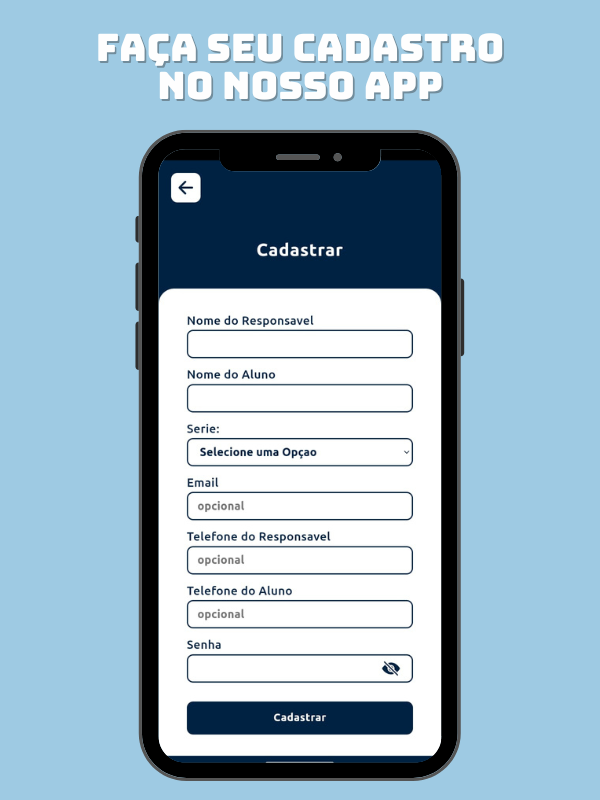 FAÇA SEU CADASTRO
NO NOSSO APP
Cadastrar
Nome do Responsavel
Nome do Aluno
Serie:
Selecione uma Opçao
Email
opcional
Telefone do Responsavel
opcional
Telefone do Aluno
opcional
Senha
Cadastrar